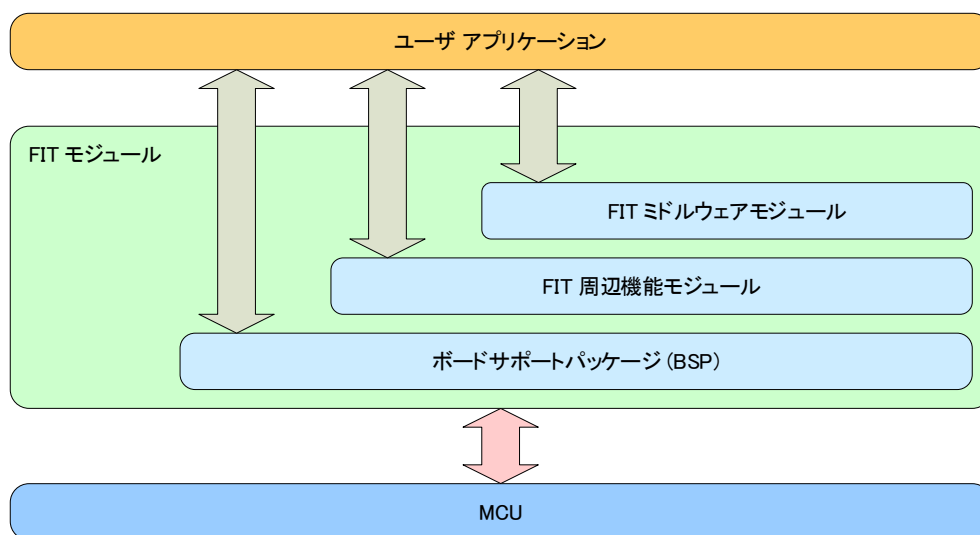 ユーザ アプリケーション
FIT モジュール
FIT ミドルウェアモジュール
FIT 周辺機能モジュール
ボードサポートパッケージ (BSP)
MCU